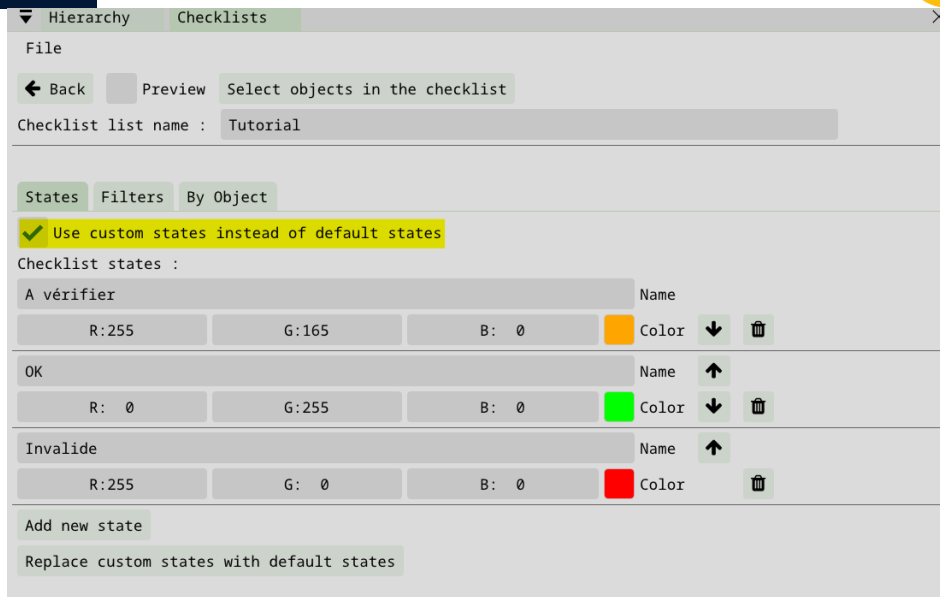 Hierarchy Checklists
File
Back Preview Select objects in the checklist
Checklist list name : Tutorial
States Filters By Object
Use custom states instead of default states
Checklist states :
A vérifier Name
R:255 G:165 B: 0 Color
OK Name
R: 0 G:255 B: 0 Color
Invalide Name
R:255 G: 0 B: 0 Color
Add new state
Replace custom states with default states